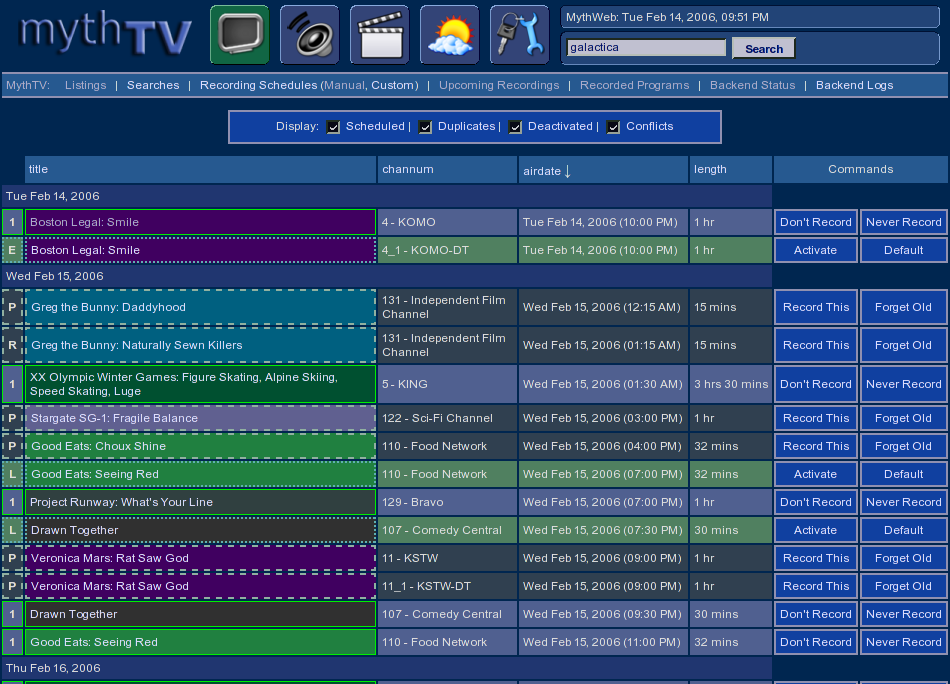 mythTV
MythWeb: Tue Feb 14, 2006, 09:51 PM
galactica Search
MythTV: Listings | Searches | Recording Schedules (Manual, Custom) | Upcoming Recordings | Recorded Programs | Backend Status | Backend Logs
Display: Scheduled | Duplicates | Deactivated | Conflicts
title channum airdate ↓ length Commands
Tue Feb 14, 2006
1 Boston Legal: Smile 4 - KOMO Tue Feb 14, 2006 (10:00 PM) 1 hr Don't Record Never Record
E Boston Legal: Smile 4_1 - KOMO-DT Tue Feb 14, 2006 (10:00 PM) 1 hr Activate Default
Wed Feb 15, 2006
P Greg the Bunny: Daddyhood 131 - Independent Film Wed Feb 15, 2006 (12:15 AM) 15 mins Record This Forget Old
Channel
R Greg the Bunny: Naturally Sewn Killers 131 - Independent Film Wed Feb 15, 2006 (01:15 AM) 15 mins Record This Forget Old
Channel
1 XX Olympic Winter Games: Figure Skating, Alpine Skiing, 5 - KING Wed Feb 15, 2006 (01:30 AM) 3 hrs 30 mins Don't Record Never Record
Speed Skating, Luge
P Stargate SG-1: Fragile Balance 122 - Sci-Fi Channel Wed Feb 15, 2006 (03:00 PM) 1 hr Record This Forget Old
P Good Eats: Choux Shine 110 - Food Network Wed Feb 15, 2006 (04:00 PM) 32 mins Record This Forget Old
L Good Eats: Seeing Red 110 - Food Network Wed Feb 15, 2006 (07:00 PM) 32 mins Activate Default
1 Project Runway: What's Your Line 129 - Bravo Wed Feb 15, 2006 (07:00 PM) 1 hr Don't Record Never Record
L Drawn Together 107 - Comedy Central Wed Feb 15, 2006 (07:30 PM) 30 mins Activate Default
P Veronica Mars: Rat Saw God 11 - KSTW Wed Feb 15, 2006 (09:00 PM) 1 hr Record This Forget Old
P Veronica Mars: Rat Saw God 11_1 - KSTW-DT Wed Feb 15, 2006 (09:00 PM) 1 hr Record This Forget Old
1 Drawn Together 107 - Comedy Central Wed Feb 15, 2006 (09:30 PM) 30 mins Don't Record Never Record
1 Good Eats: Seeing Red 110 - Food Network Wed Feb 15, 2006 (11:00 PM) 32 mins Don't Record Never Record
Thu Feb 16, 2006